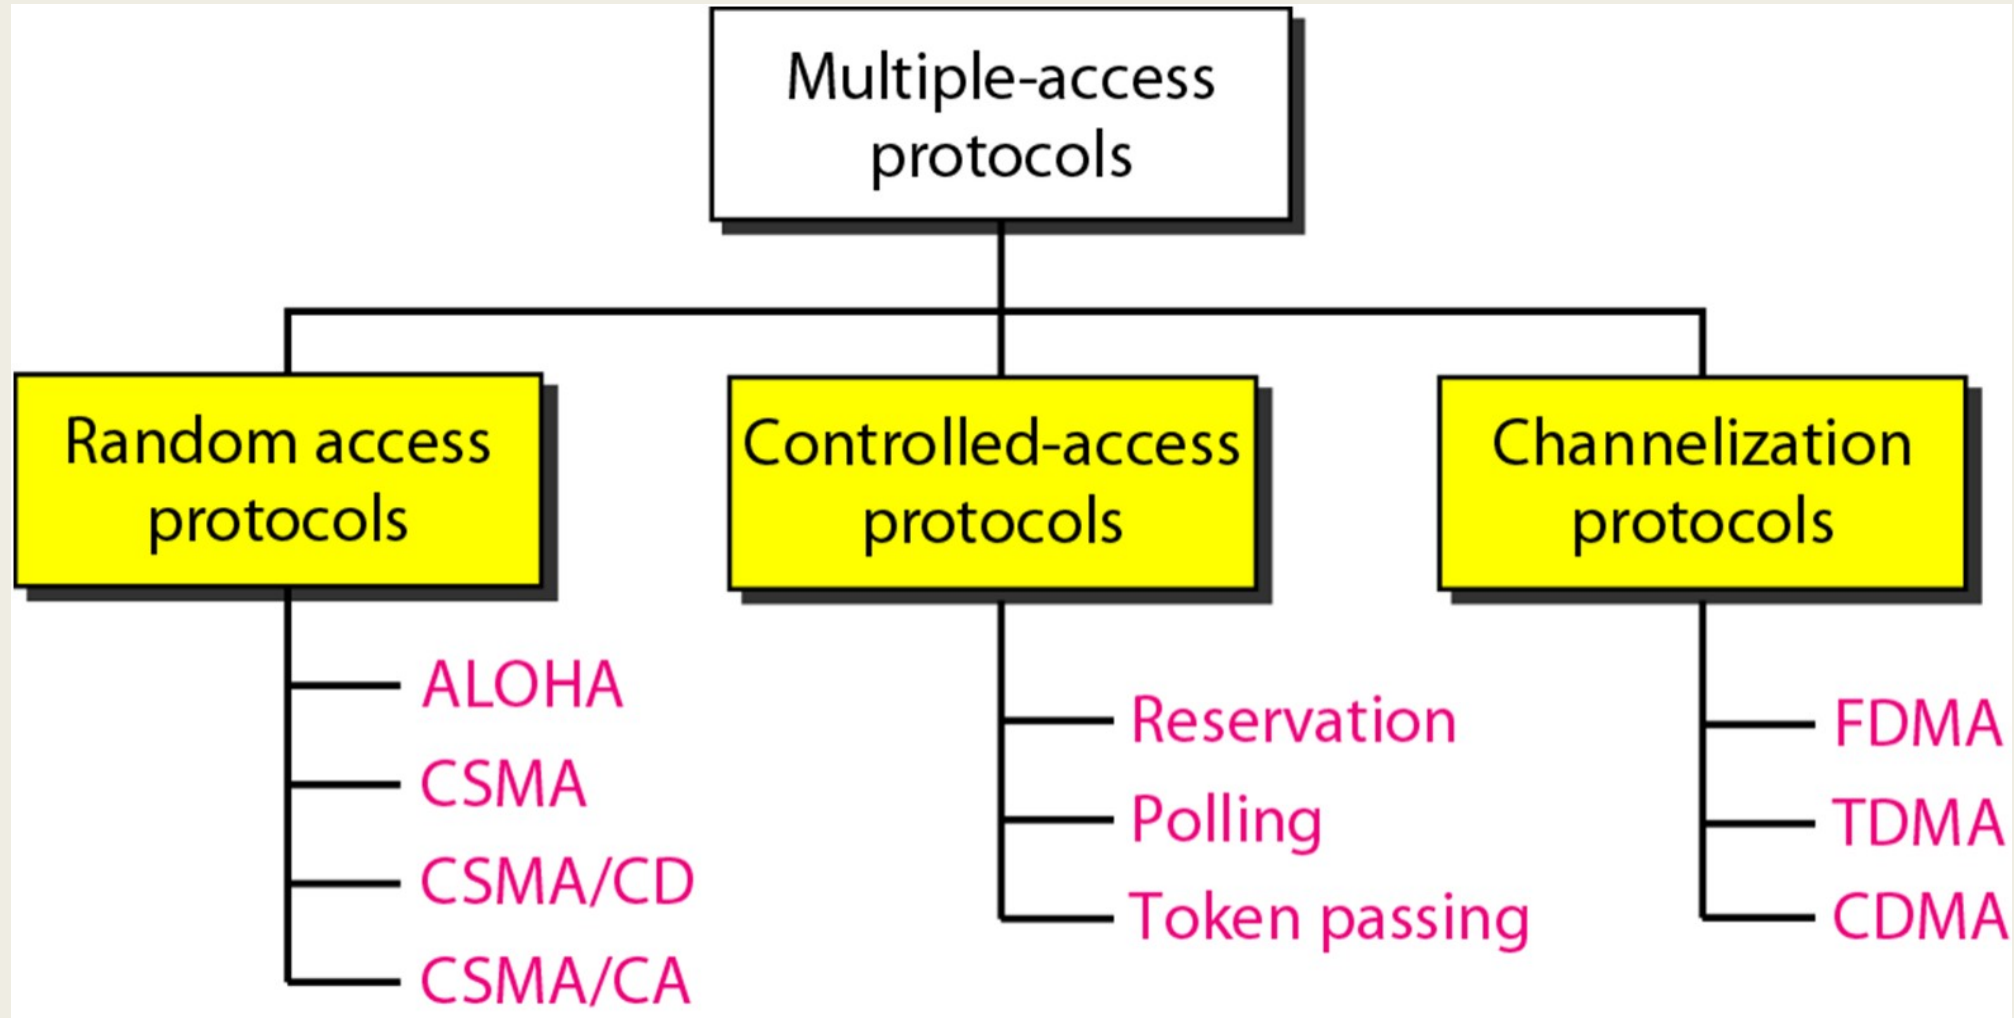 Multiple-access
protocols
Random access
protocols
Controlled-access
protocols
Channelization
protocols
ALOHA
CSMA
CSMA/CD
CSMA/CA
Reservation
Polling
Token passing
FDMA
TDMA
CDMA